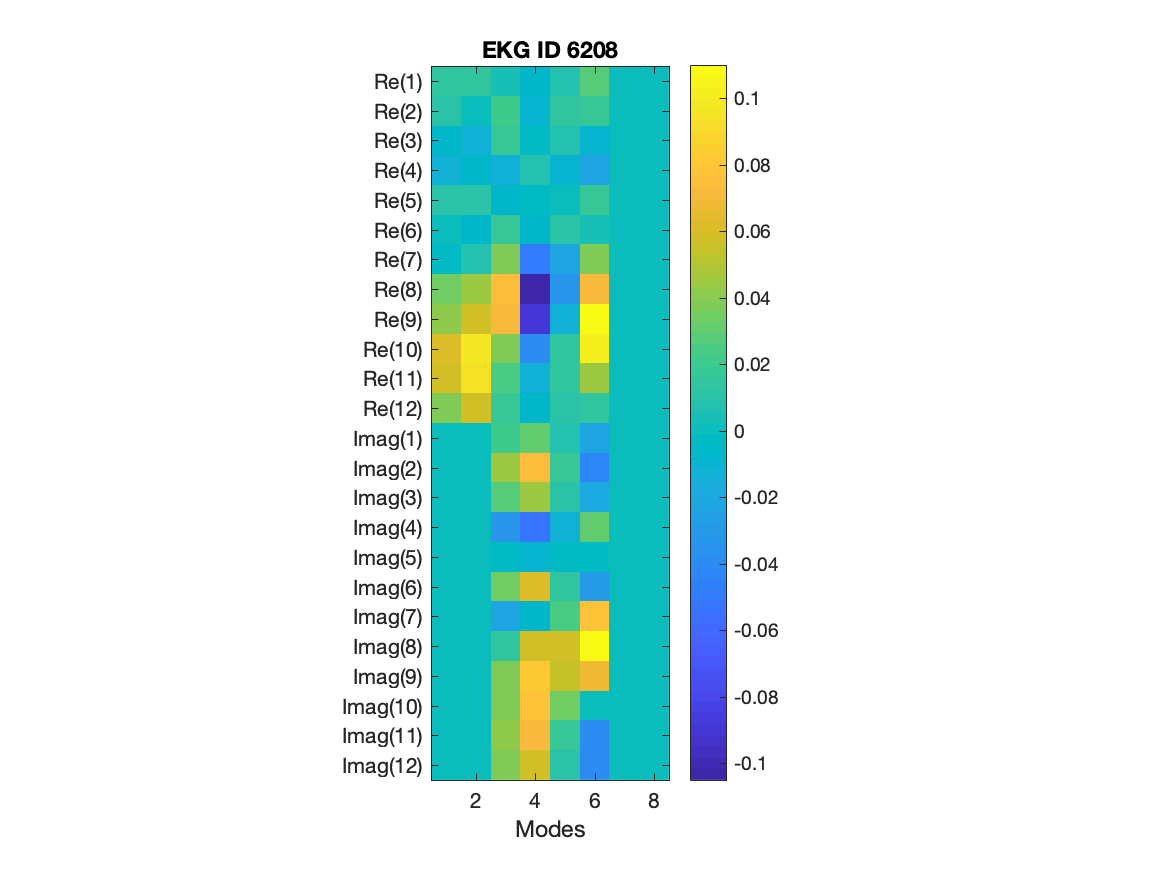 EKG ID 6208
Re(1)
Re(2)
Re(3)
Re(4)
Re(5)
Re(6)
Re(7)
Re(8)
Re(9)
Re(10)
Re(11)
Re(12)
Imag(1)
Imag(2)
Imag(3)
Imag(4)
Imag(5)
Imag(6)
Imag(7)
Imag(8)
Imag(9)
Imag(10)
Imag(11)
Imag(12)
2 4 6 8
Modes
0.1
0.08
0.06
0.04
0.02
0
-0.02
-0.04
-0.06
-0.08
-0.1